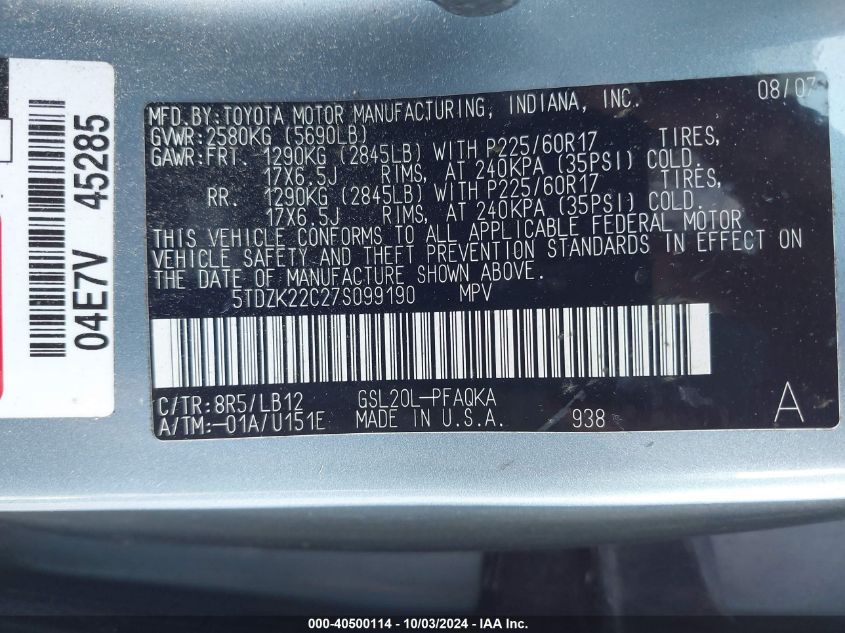 04E7V 45285
08/07
MFD.BY:TOYOTA MOTOR MANUFACTURING, INDIANA, INC.
GVWR:2580KG (5690LB)
GAWR:FRT. 1290KG (2845LB) WITH P225/60R17 TIRES,
17X6.5J RIMS, AT 240KPA (35PSI) COLD.
RR. 1290KG (2845LB) WITH P225/60R17 TIRES,
17X6.5J RIMS, AT 240KPA (35PSI) COLD.
THIS VEHICLE CONFORMS TO ALL APPLICABLE FEDERAL MOTOR
VEHICLE SAFETY AND THEFT PREVENTION STANDARDS IN EFFECT ON
THE DATE OF MANUFACTURE SHOWN ABOVE.
5TDZK22C27S099190 MPV
C/TR:8R5/LB12 GSL20L-PFAQKA
A/TM:-01A/U151E MADE IN U.S.A. 938 A
000-40500114 - 10/03/2024 - IAA Inc.